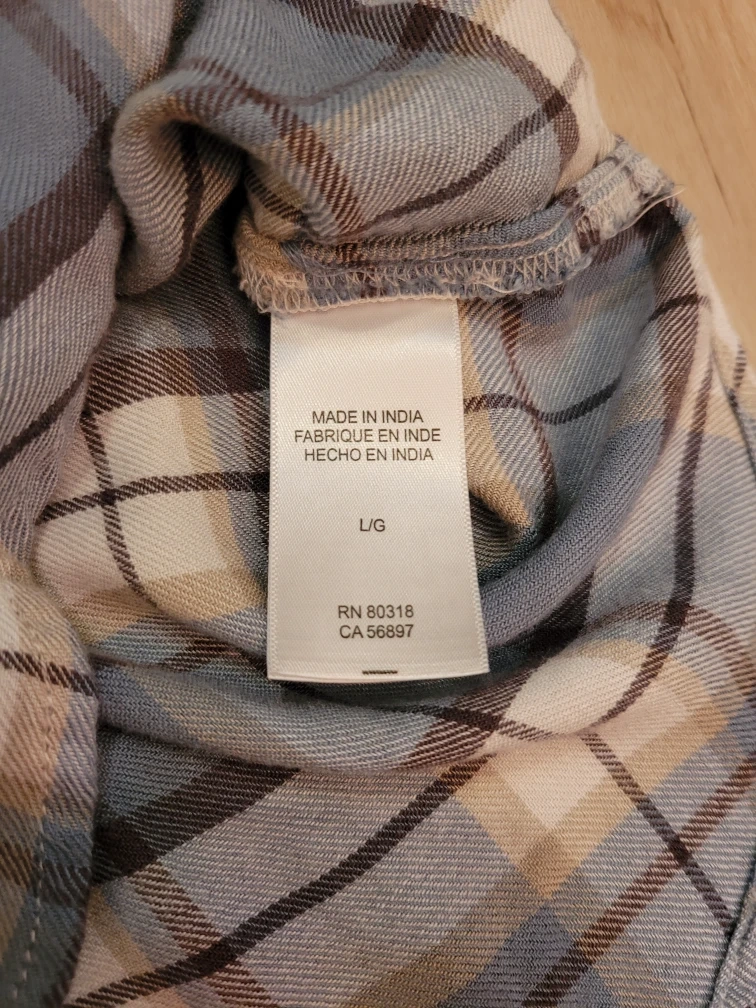 MADE IN INDIA
FABRIQUE EN INDE
HECHO EN INDIA
L/G
RN 80318
CA 56897